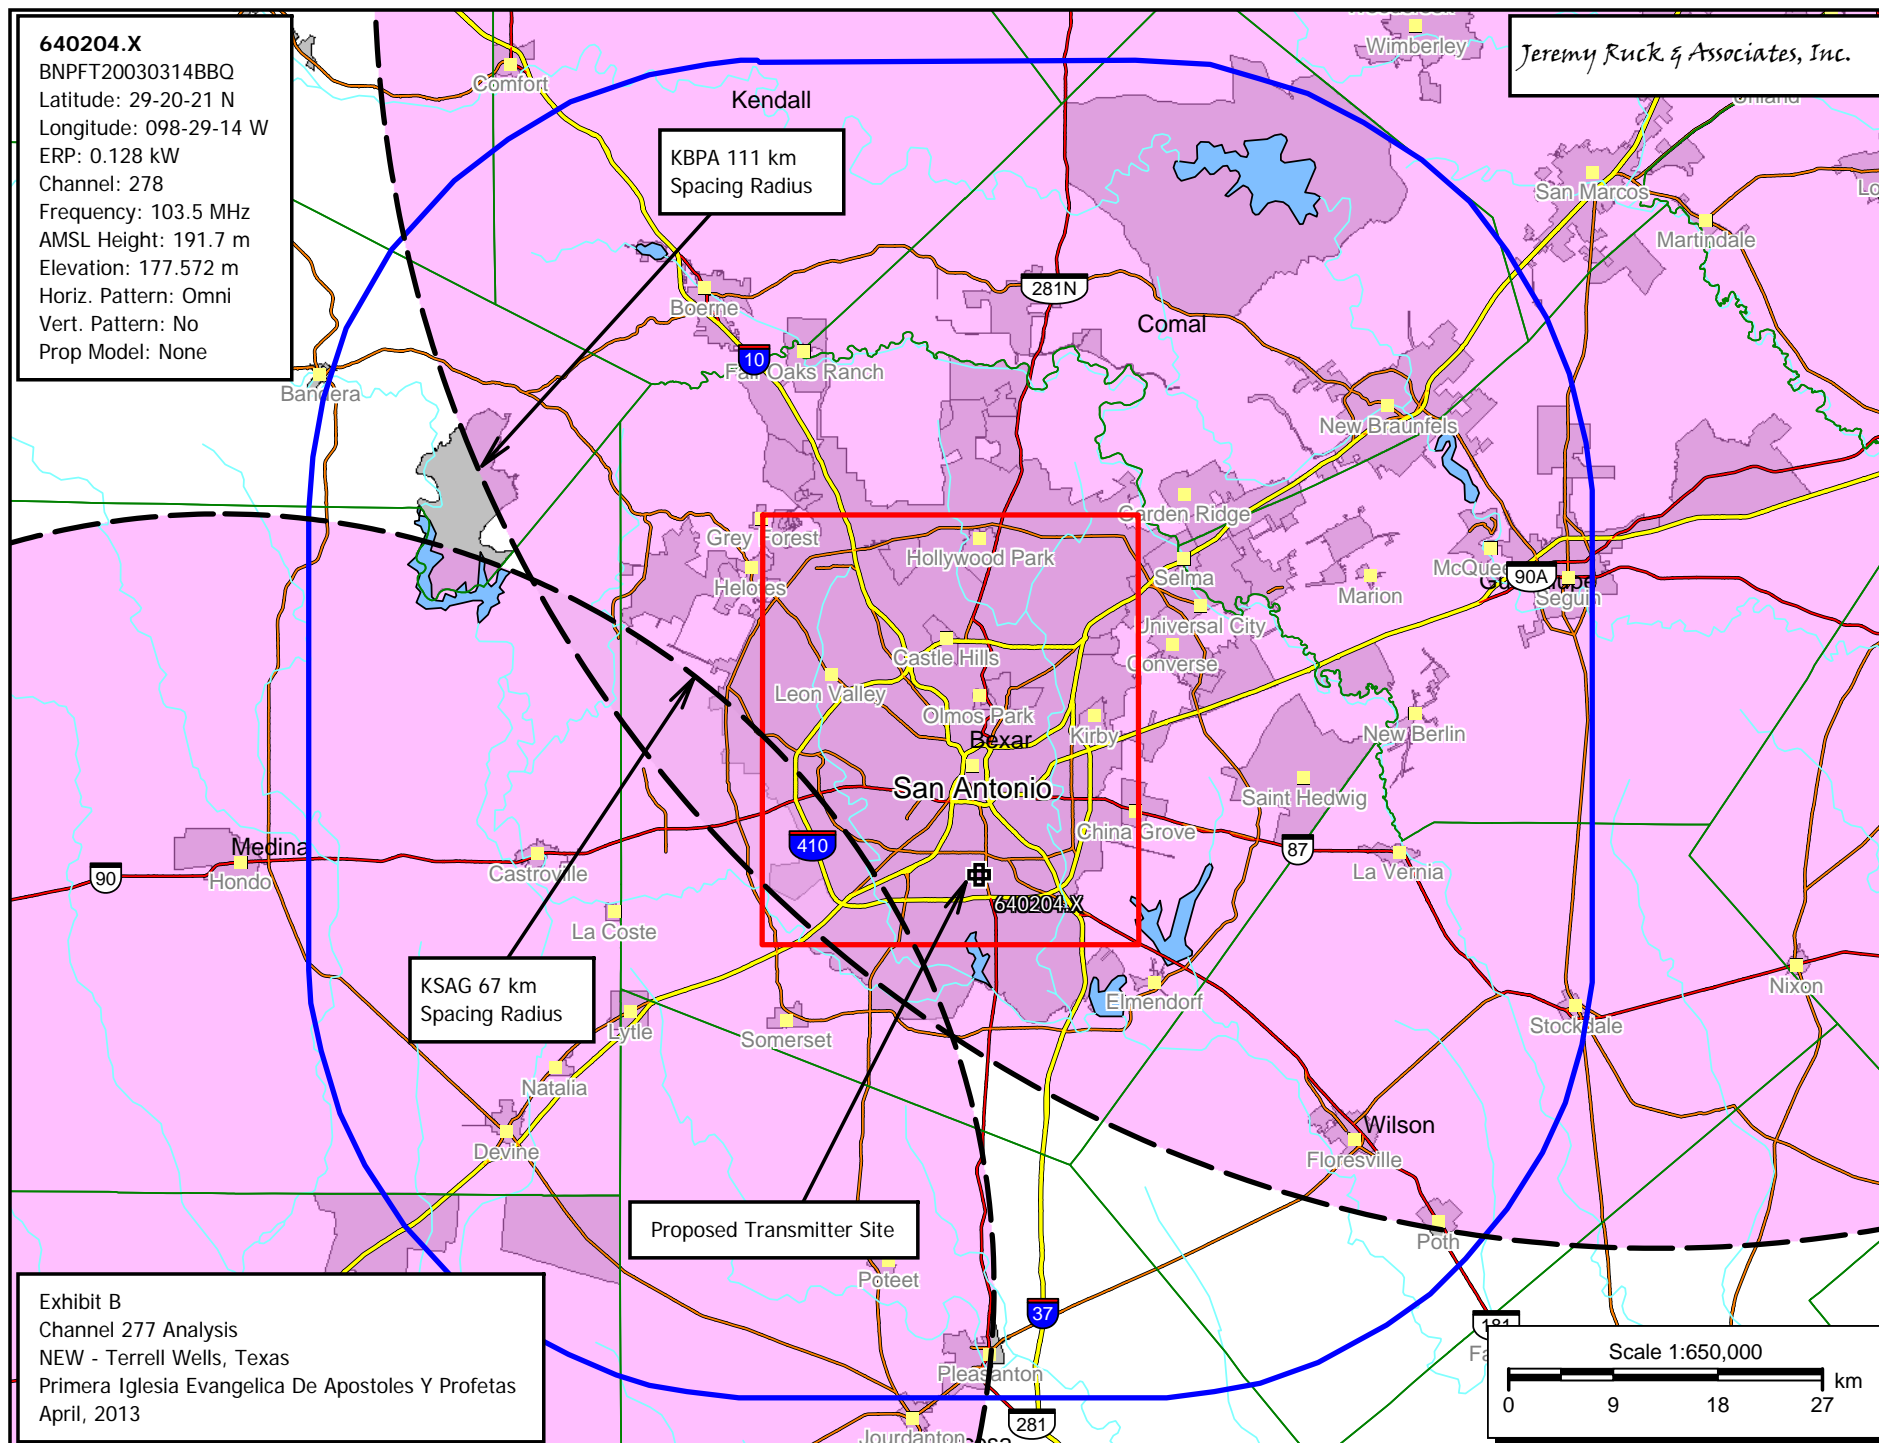 640204.X
BNPFT20030314BBQ
Latitude: 29-20-21 N
Longitude: 098-29-14 W
ERP: 0.128 kW
Channel: 278
Frequency: 103.5 MHz
AMSL Height: 191.7 m
Elevation: 177.572 m
Horiz. Pattern: Omni
Vert. Pattern: No
Prop Model: None
Jeremy Ruck & Associates, Inc.
Wimberley
Comfort
Kendall
KBPA 111 km
Spacing Radius
San Marcos
Martindale
281N
Boerne
Comal
10
Fair Oaks Ranch
Bandera
New Braunfels
Garden Ridge
Grey Forest
Hollywood Park
McQuee
90A
Selma
Helotes
Marion
Seguin
Universal City
Castle Hills
Converse
Leon Valley
Olmos Park
Bexar
Kirby
New Berlin
San Antonio
Saint Hedwig
China Grove
410
87
Medina
90
Hondo
Castroville
La Vernia
640204.X
La Coste
KSAG 67 km
Spacing Radius
Elmendorf
Nixon
Stockdale
Lytle
Somerset
Natalia
Wilson
Devine
Floresville
Proposed Transmitter Site
Poth
Poteet
37
181
Fa
Pleasanton
281
Jourdanton
Exhibit B
Channel 277 Analysis
NEW - Terrell Wells, Texas
Primera Iglesia Evangelica De Apostoles Y Profetas
April, 2013
Scale 1:650,000
km
0 9 18 27